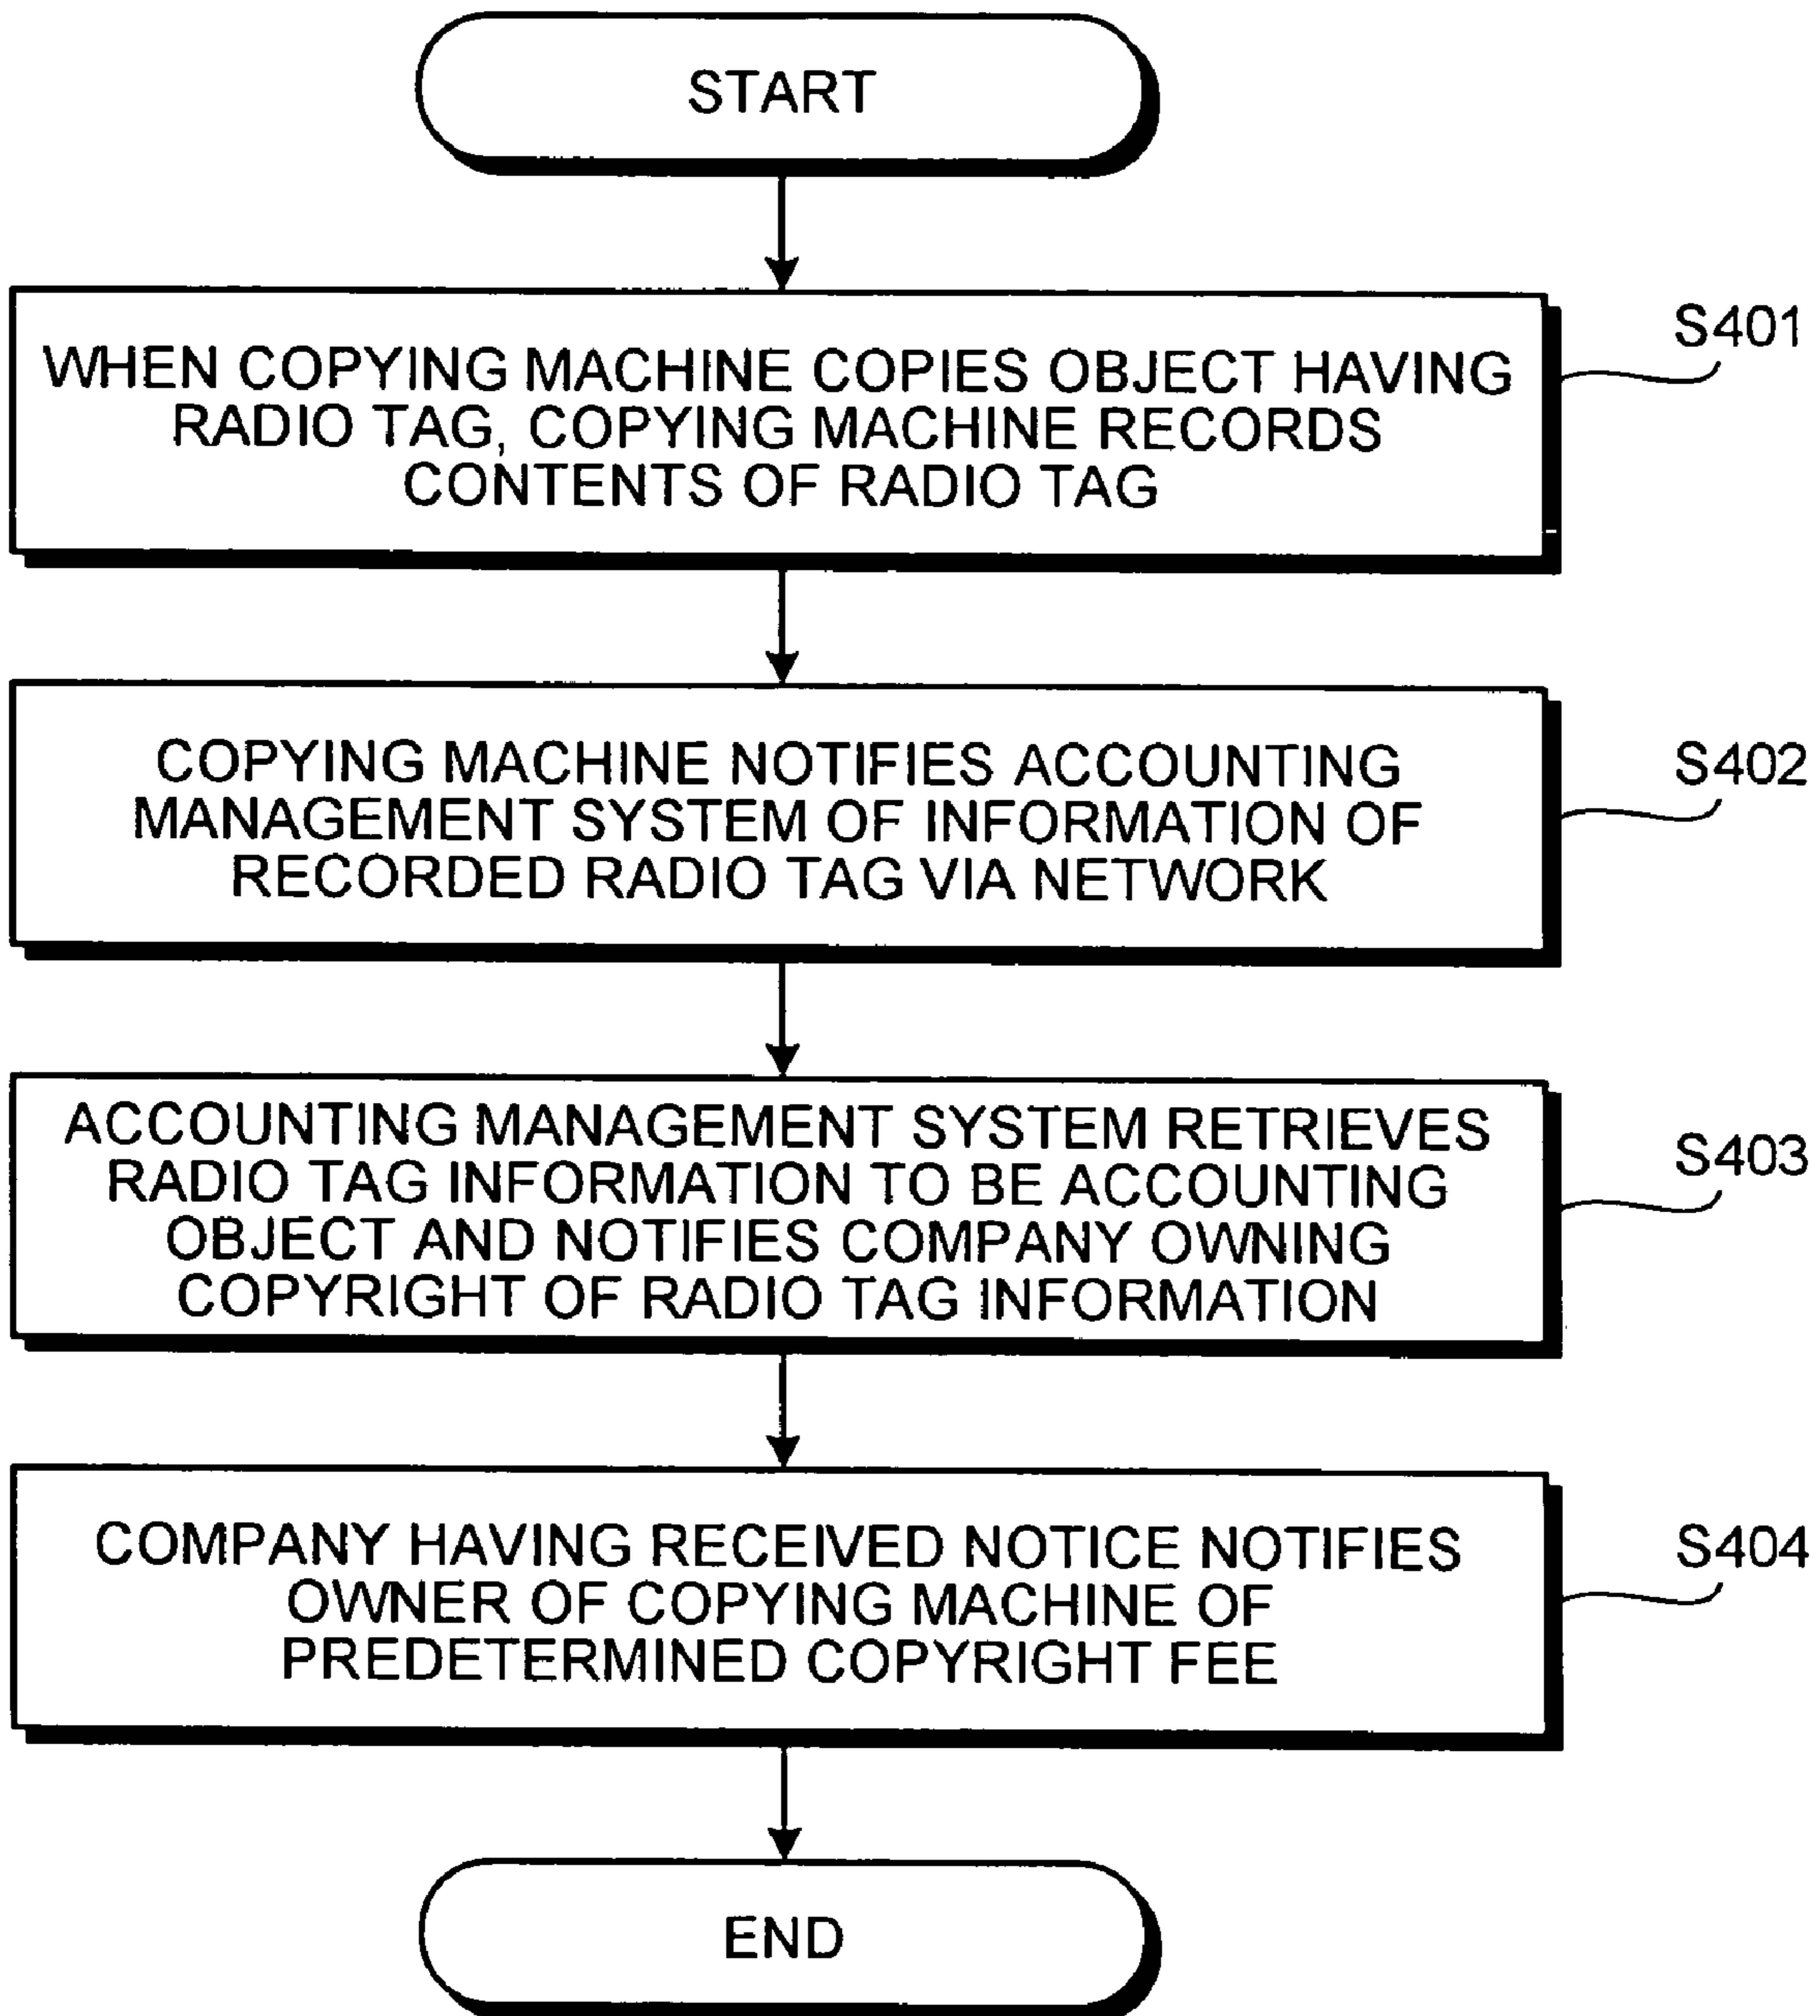 START
WHEN COPYING MACHINE COPIES OBJECT HAVING
RADIO TAG, COPYING MACHINE RECORDS
CONTENTS OF RADIO TAG
S401
COPYING MACHINE NOTIFIES ACCOUNTING
MANAGEMENT SYSTEM OF INFORMATION OF
RECORDED RADIO TAG VIA NETWORK
S402
ACCOUNTING MANAGEMENT SYSTEM RETRIEVES
RADIO TAG INFORMATION TO BE ACCOUNTING
OBJECT AND NOTIFIES COMPANY OWNING
COPYRIGHT OF RADIO TAG INFORMATION
S403
COMPANY HAVING RECEIVED NOTICE NOTIFIES
OWNER OF COPYING MACHINE OF
PREDETERMINED COPYRIGHT FEE
S404
END